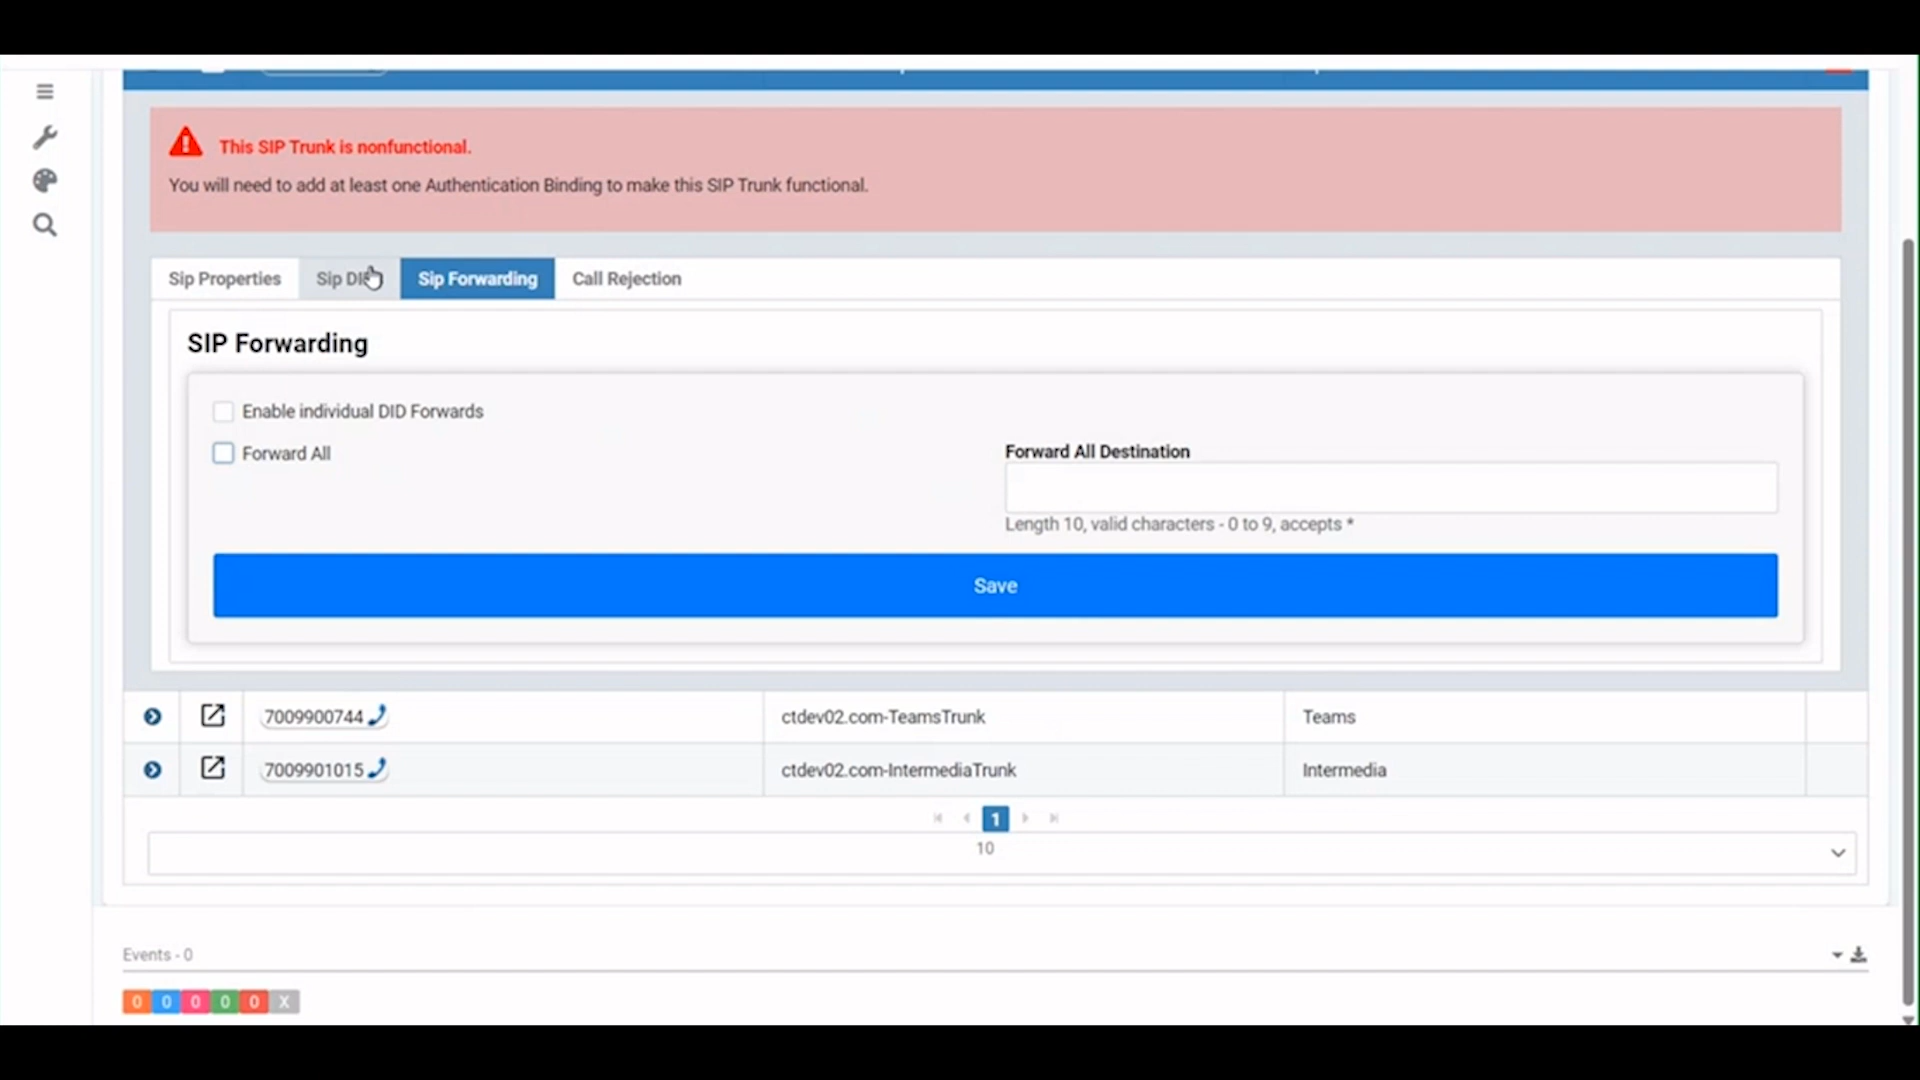 This SIP Trunk is nonfunctional.
You will need to add at least one Authentication Binding to make this SIP Trunk functional.
Sip Properties
Sip
Sip Forwarding
Call Rejection
SIP Forwarding
Enable individual DID Forwards
Forward All
Forward All Destination
Length 10, valid characters - 0 to 9, accepts *
Save
7009900744
ctdev02.com-TeamsTrunk
Teams
7009901015
ctdev02.com-IntermediaTrunk
Intermedia
1
10
Events - 0
0 0 0 0 0 X